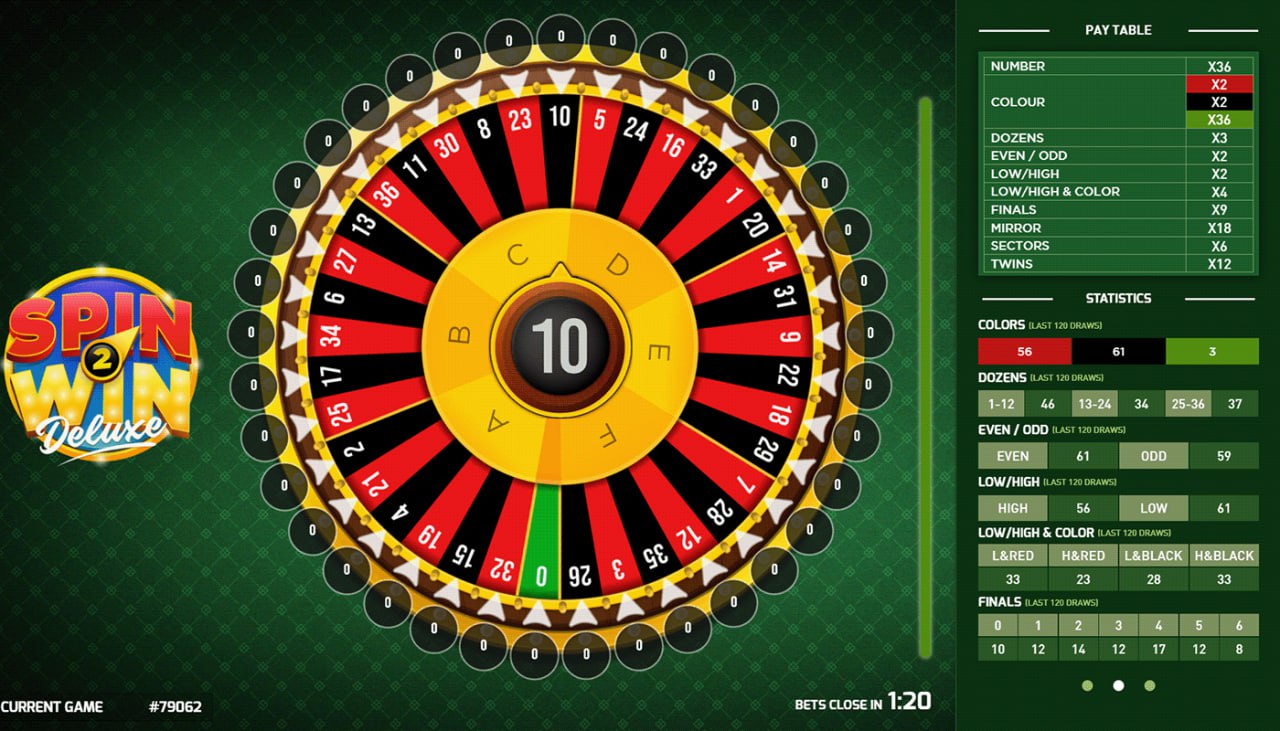 SPIN
2
WIN
Deluxe
0 0 0 0 0 0 0 0 0 0 0 0 0 0 0 0 0 0 0 0 0 0 0 0 0 0 0 0 0 0 0 0 0 0 0 0 0
10 5 24 16 33 1 20 14 31 9 22 18 29 7 28 12 35 3 26 0 32 15 19 4 21 2 25 17 34 6 27 13 36 11 30 8 23
A B C D E F
10
CURRENT GAME #79062
BETS CLOSE IN 1:20
PAY TABLE
NUMBER X36
X2
COLOUR X2
X36
DOZENS X3
EVEN / ODD X2
LOW/HIGH X2
LOW/HIGH & COLOR X4
FINALS X9
MIRROR X18
SECTORS X6
TWINS X12
STATISTICS
COLORS (LAST 120 DRAWS)
56 61 3
DOZENS (LAST 120 DRAWS)
1-12 46 13-24 34 25-36 37
EVEN / ODD (LAST 120 DRAWS)
EVEN 61 ODD 59
LOW/HIGH (LAST 120 DRAWS)
HIGH 56 LOW 61
LOW/HIGH & COLOR (LAST 120 DRAWS)
L&RED H&RED L&BLACK H&BLACK
33 23 28 33
FINALS (LAST 120 DRAWS)
0 1 2 3 4 5 6
10 12 14 12 17 12 8